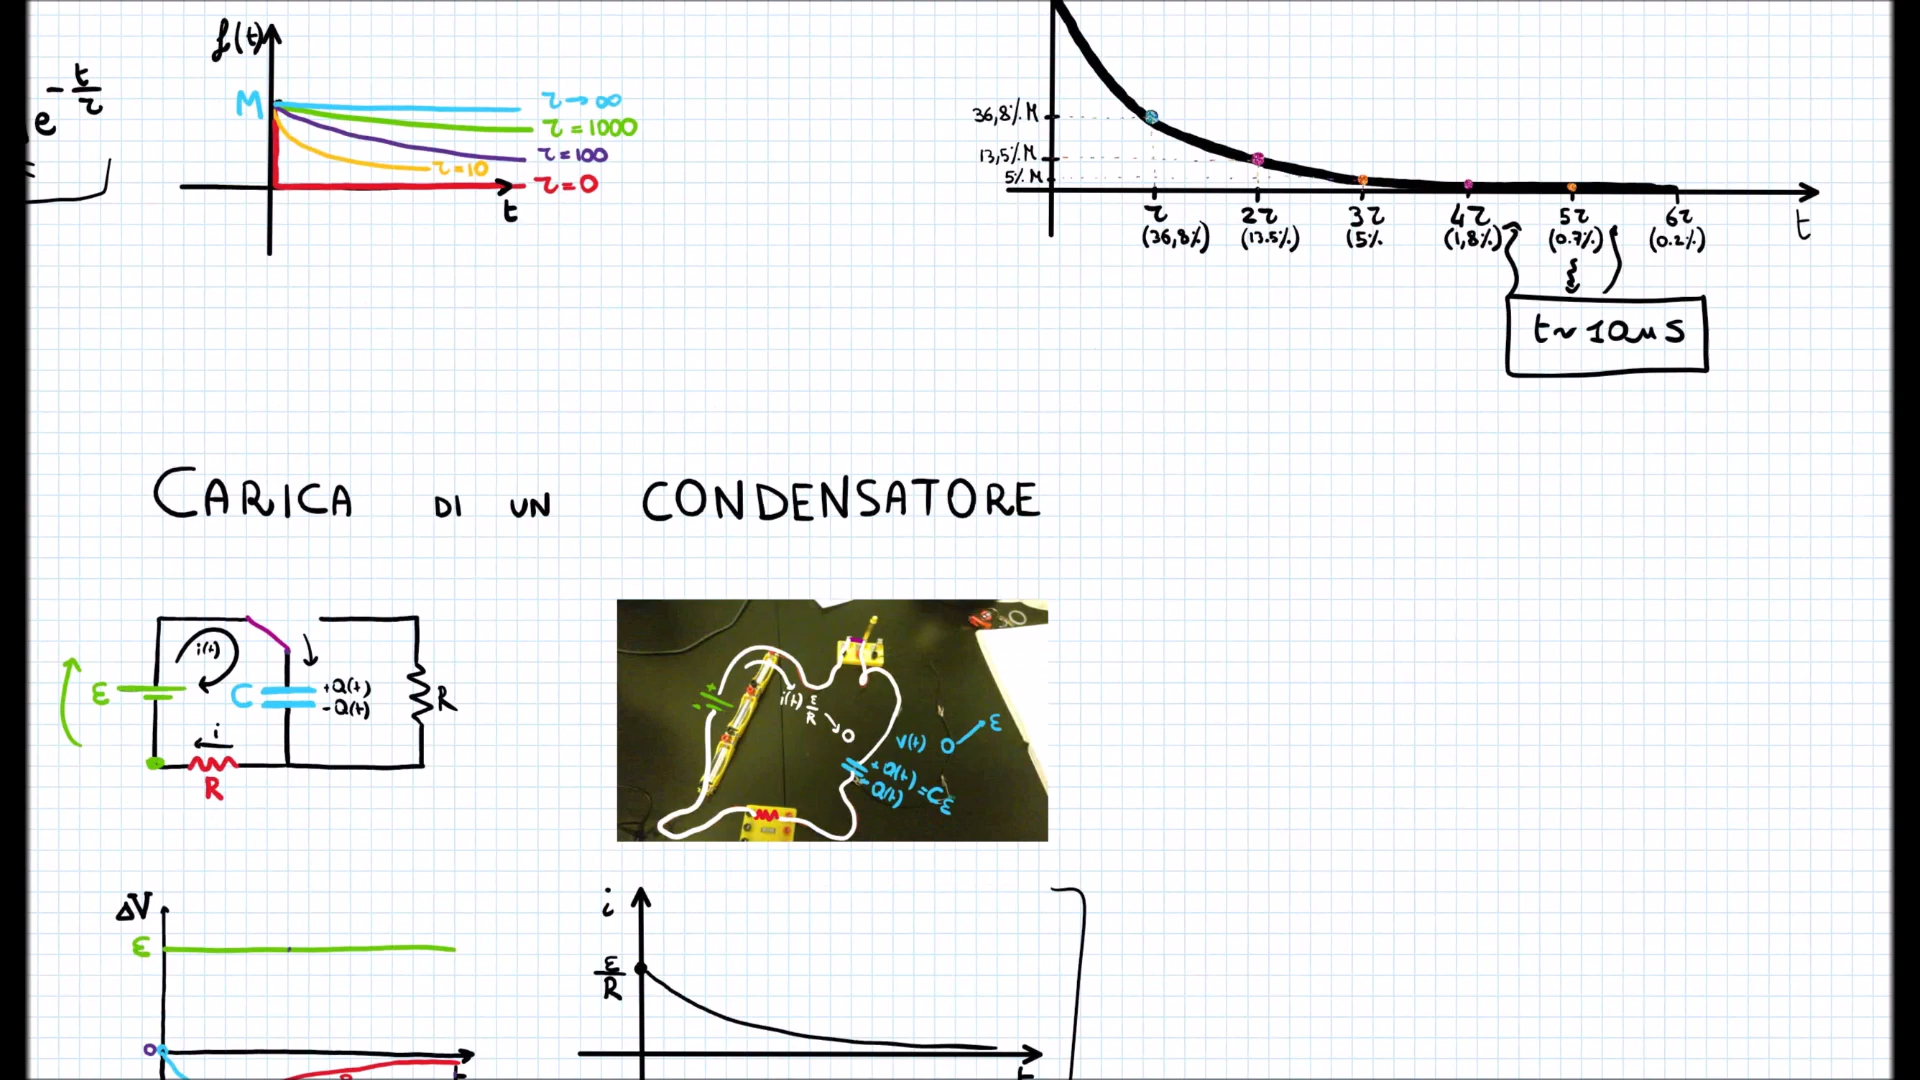 f(t)
e^{-t/τ}
M
τ→∞
τ=1000
τ=100
τ=10
τ=0
t
36,8% M
13,5% M
5% M
τ 2τ 3τ 4τ 5τ 6τ t
(36,8%) (13.5%) (5% (1,8%) (0.7%) (0.2%)
t~10μs
CARICA DI UN CONDENSATORE
i(t)
ε C +Q(t) R
-Q(t)
i
R
+
-
i(t) ε/R
0
V(t) 0 ε
+Q(t)
-Q(t) =Cε
ΔV
ε
0
t
i
ε/R
t